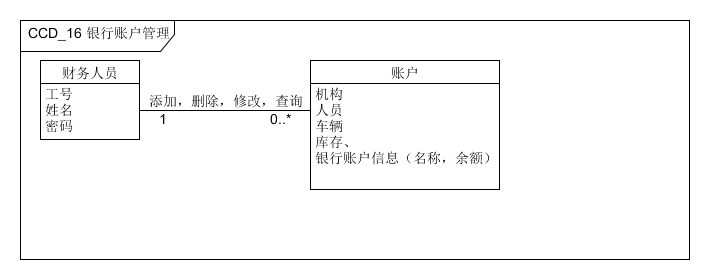 CCD_16 银行账户管理
财务人员
工号
姓名
密码
添加，删除，修改，查询
1
0..*
账户
机构
人员
车辆
库存、
银行账户信息（名称，余额）